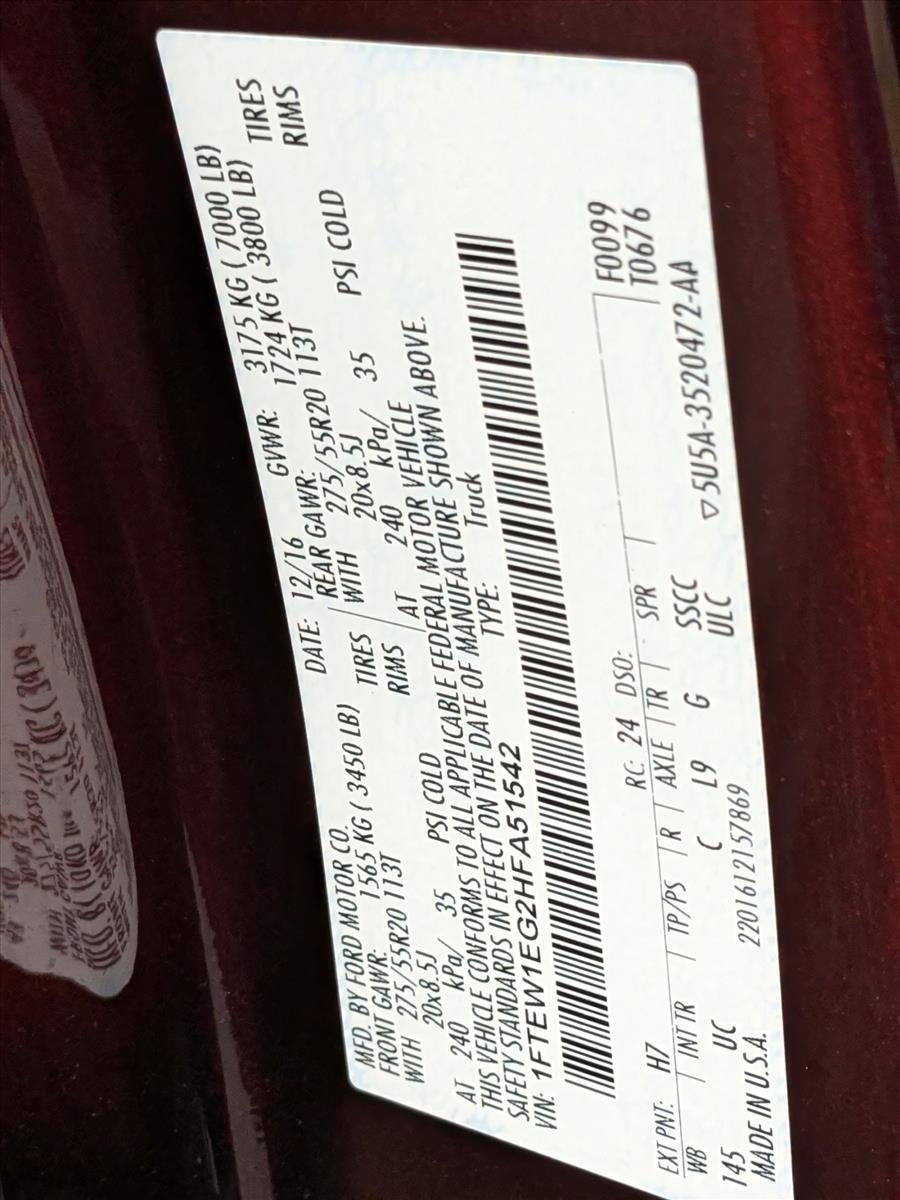 MFD. BY FORD MOTOR CO.
DATE: 12/16 GVWR: 3175 KG ( 7000 LB)
FRONT GAWR: 1565 KG ( 3450 LB) REAR GAWR: 1724 KG ( 3800 LB)
WITH 275/55R20 113T TIRES WITH 275/55R20 113T TIRES
20x8.5J RIMS 20x8.5J RIMS
AT 240 kPa/ 35 PSI COLD AT 240 kPa/ 35 PSI COLD
THIS VEHICLE CONFORMS TO ALL APPLICABLE FEDERAL MOTOR VEHICLE
SAFETY STANDARDS IN EFFECT ON THE DATE OF MANUFACTURE SHOWN ABOVE.
VIN: 1FTEW1EG2HFA51542 TYPE: Truck
F0099
T0676
EXT PNT: H7 RC: 24 DSO:
WB INT TR TP/PS R AXLE TR SPR
145 UC C L9 G SSCC
ULC
MADE IN U.S.A. 2201612157869 ▽5U5A-3520472-AA